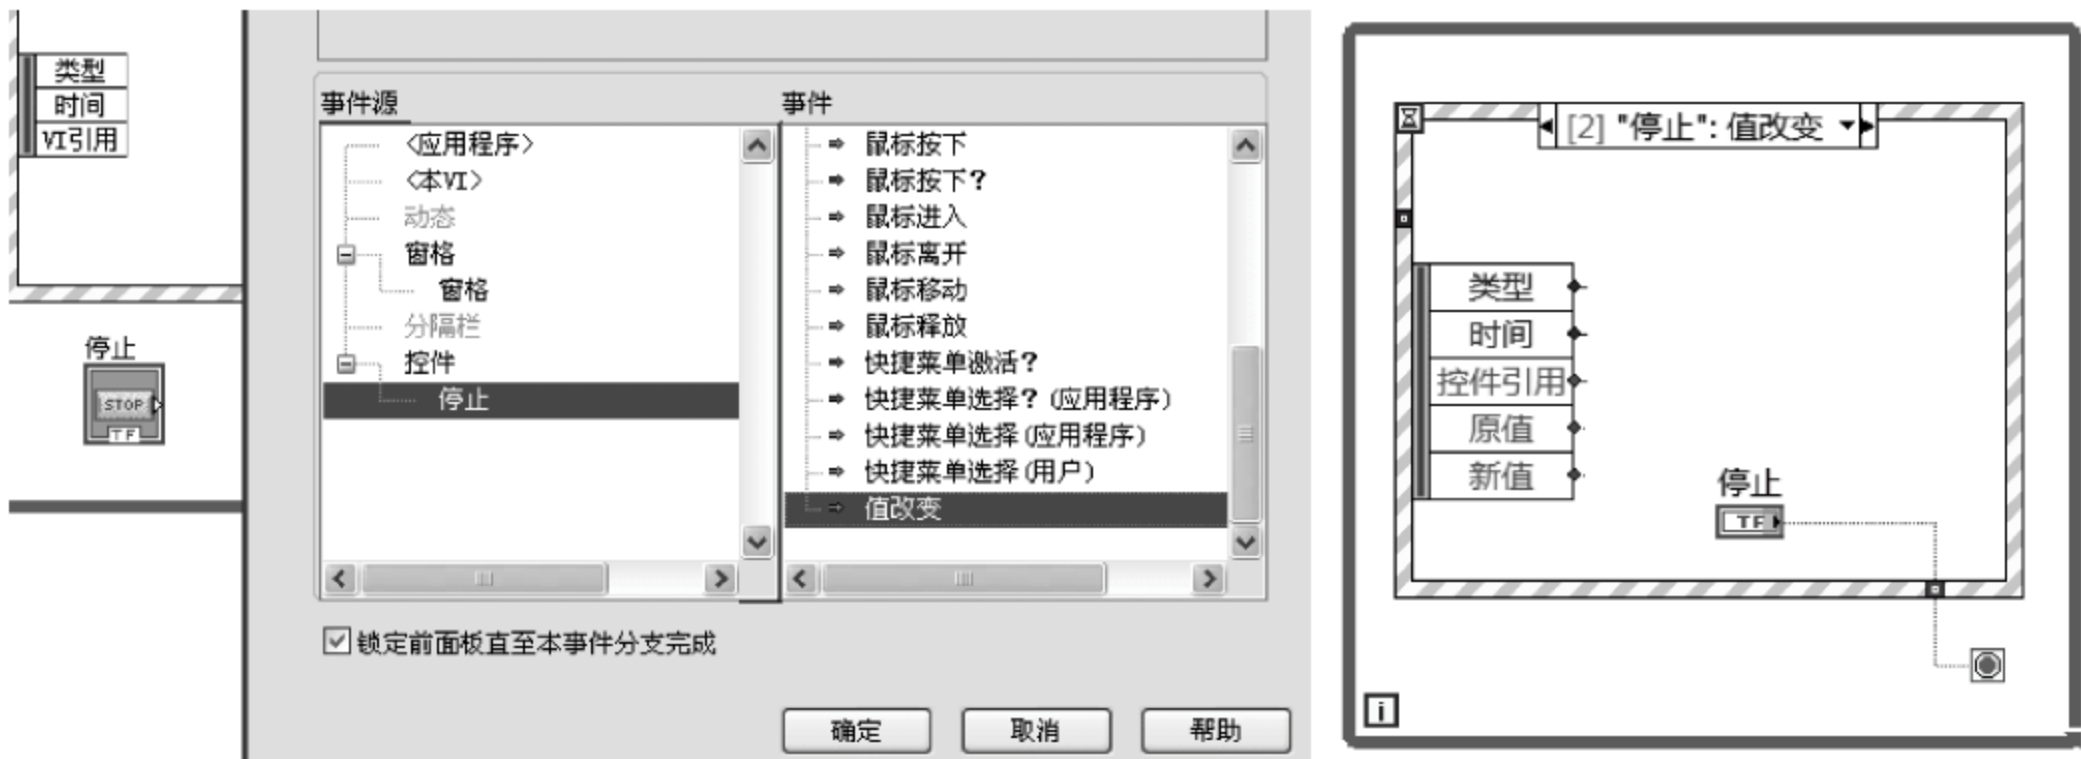 类型
时间
VI引用
停止
STOP
TF
事件源
<应用程序>
<本VI>
动态
窗格
窗格
分隔栏
控件
停止
事件
鼠标按下
鼠标按下?
鼠标进入
鼠标离开
鼠标移动
鼠标释放
快捷菜单激活?
快捷菜单选择?(应用程序)
快捷菜单选择(应用程序)
快捷菜单选择(用户)
值改变
锁定前面板直至本事件分支完成
确定
取消
帮助
[2] "停止": 值改变
类型
时间
控件引用
原值
新值
停止
TF
i